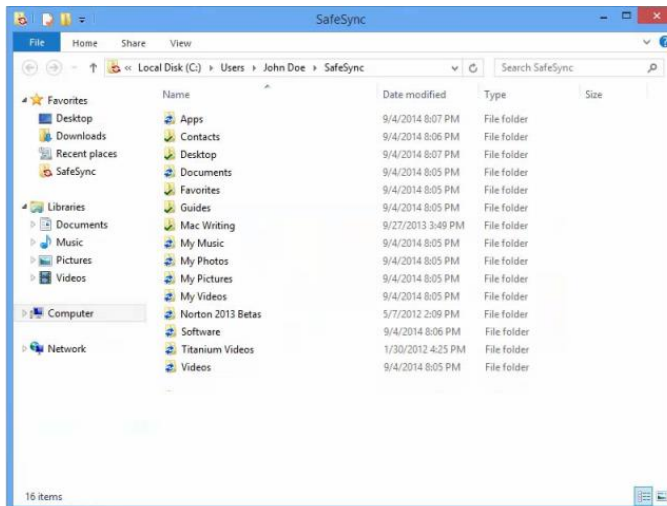 SafeSync
File Home Share View
« Local Disk (C:) Users John Doe SafeSync Search SafeSync
Name Date modified Type Size
Favorites
Desktop
Downloads
Recent places
SafeSync
Libraries
Documents
Music
Pictures
Videos
Computer
Network
Apps 9/4/2014 8:07 PM File folder
Contacts 9/4/2014 8:06 PM File folder
Desktop 9/4/2014 8:07 PM File folder
Documents 9/4/2014 8:05 PM File folder
Favorites 9/4/2014 8:05 PM File folder
Guides 9/4/2014 8:05 PM File folder
Mac Writing 9/27/2013 3:49 PM File folder
My Music 9/4/2014 8:05 PM File folder
My Photos 9/4/2014 8:05 PM File folder
My Pictures 9/4/2014 8:05 PM File folder
My Videos 9/4/2014 8:05 PM File folder
Norton 2013 Betas 5/7/2012 2:09 PM File folder
Software 9/4/2014 8:06 PM File folder
Titanium Videos 1/30/2012 4:25 PM File folder
Videos 9/4/2014 8:05 PM File folder
16 items